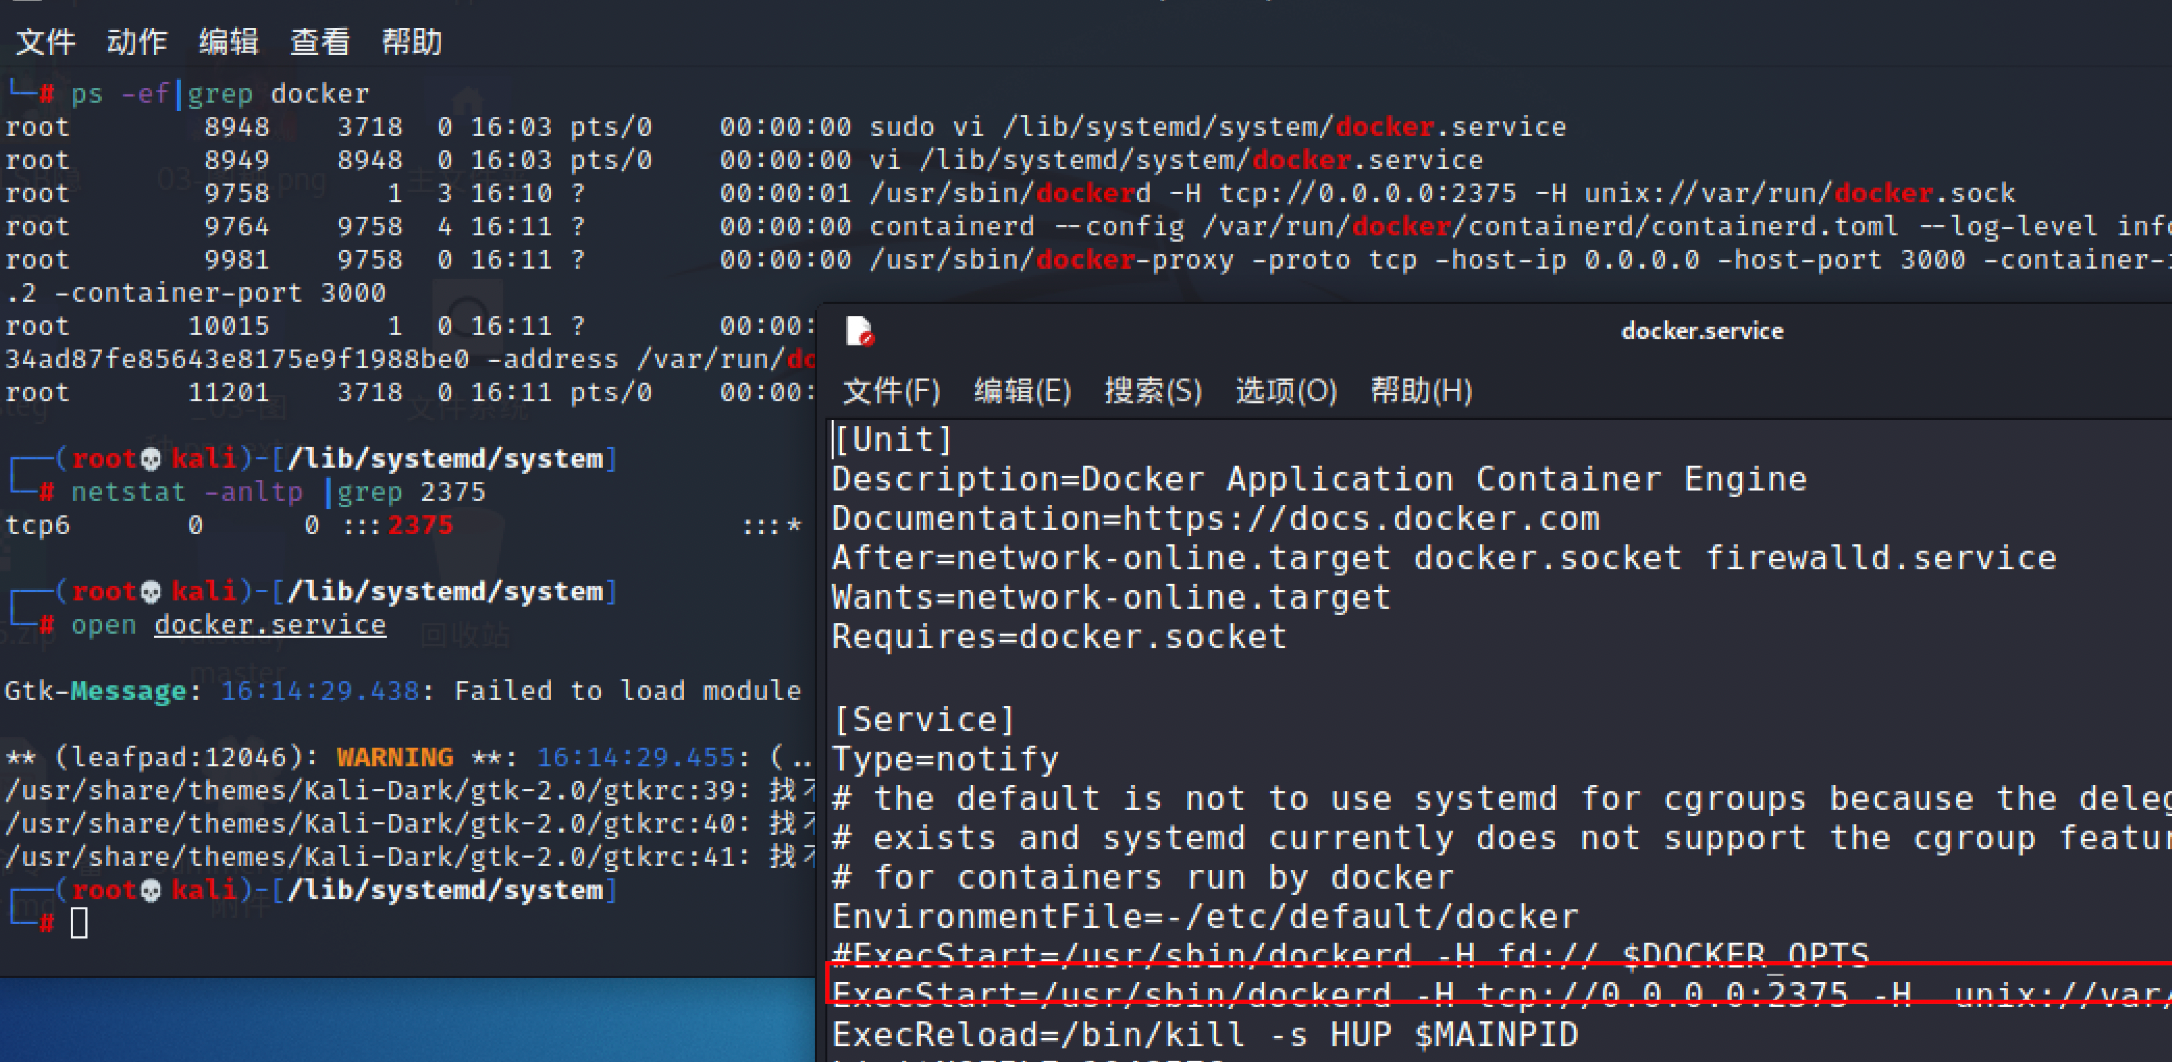 文件 动作 编辑 查看 帮助
└─# ps -ef|grep docker
root 8948 3718 0 16:03 pts/0 00:00:00 sudo vi /lib/systemd/system/docker.service
root 8949 8948 0 16:03 pts/0 00:00:00 vi /lib/systemd/system/docker.service
root 9758 1 3 16:10 ? 00:00:01 /usr/sbin/dockerd -H tcp://0.0.0.0:2375 -H unix://var/run/docker.sock
root 9764 9758 4 16:11 ? 00:00:00 containerd --config /var/run/docker/containerd/containerd.toml --log-level info
root 9981 9758 0 16:11 ? 00:00:00 /usr/sbin/docker-proxy -proto tcp -host-ip 0.0.0.0 -host-port 3000 -container-i
.2 -container-port 3000
root 10015 1 0 16:11 ? 00:00:
34ad87fe85643e8175e9f1988be0 -address /var/run/do
root 11201 3718 0 16:11 pts/0 00:00:
┌──(root💀kali)-[/lib/systemd/system]
└─# netstat -anltp |grep 2375
tcp6 0 0 :::2375 :::*
┌──(root💀kali)-[/lib/systemd/system]
└─# open docker.service
Gtk-Message: 16:14:29.438: Failed to load module
** (leafpad:12046): WARNING **: 16:14:29.455: (..
/usr/share/themes/Kali-Dark/gtk-2.0/gtkrc:39: 找不
/usr/share/themes/Kali-Dark/gtk-2.0/gtkrc:40: 找不
/usr/share/themes/Kali-Dark/gtk-2.0/gtkrc:41: 找不
┌──(root💀kali)-[/lib/systemd/system]
└─#
docker.service
文件(F) 编辑(E) 搜索(S) 选项(O) 帮助(H)
[Unit]
Description=Docker Application Container Engine
Documentation=https://docs.docker.com
After=network-online.target docker.socket firewalld.service
Wants=network-online.target
Requires=docker.socket
[Service]
Type=notify
# the default is not to use systemd for cgroups because the deleg
# exists and systemd currently does not support the cgroup featur
# for containers run by docker
EnvironmentFile=-/etc/default/docker
#ExecStart=/usr/sbin/dockerd -H fd:// $DOCKER_OPTS
ExecStart=/usr/sbin/dockerd -H tcp://0.0.0.0:2375 -H unix://var/
ExecReload=/bin/kill -s HUP $MAINPID